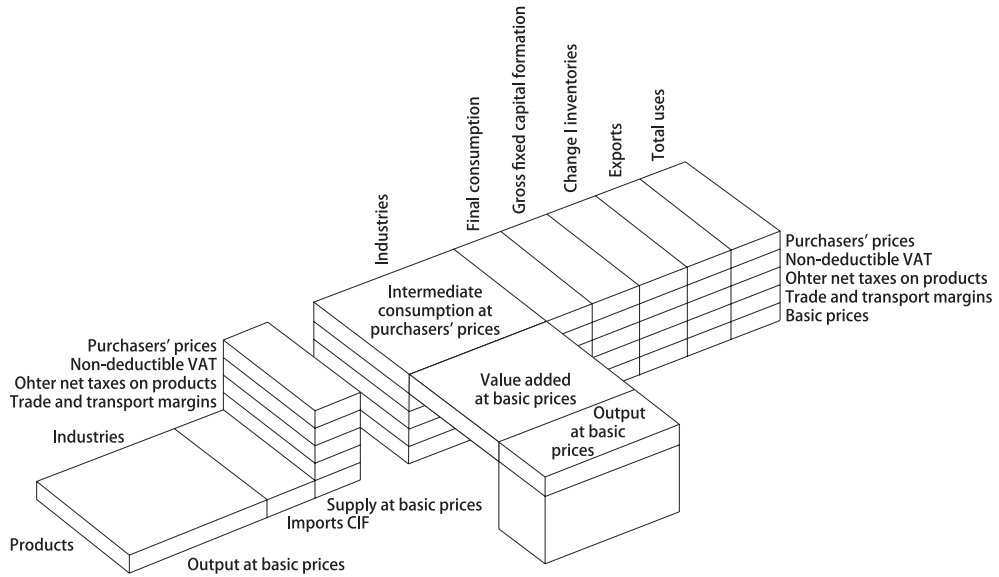 Industries
Final consumption
Gross fixed capital formation
Change I inventories
Exports
Total uses
Purchasers' prices
Non-deductible VAT
Ohter net taxes on products
Trade and transport margins
Basic prices
Intermediate
consumption at
purchasers' prices
Value added
at basic prices
Output
at basic
prices
Purchasers' prices
Non-deductible VAT
Ohter net taxes on products
Trade and transport margins
Industries
Supply at basic prices
Imports CIF
Products
Output at basic prices